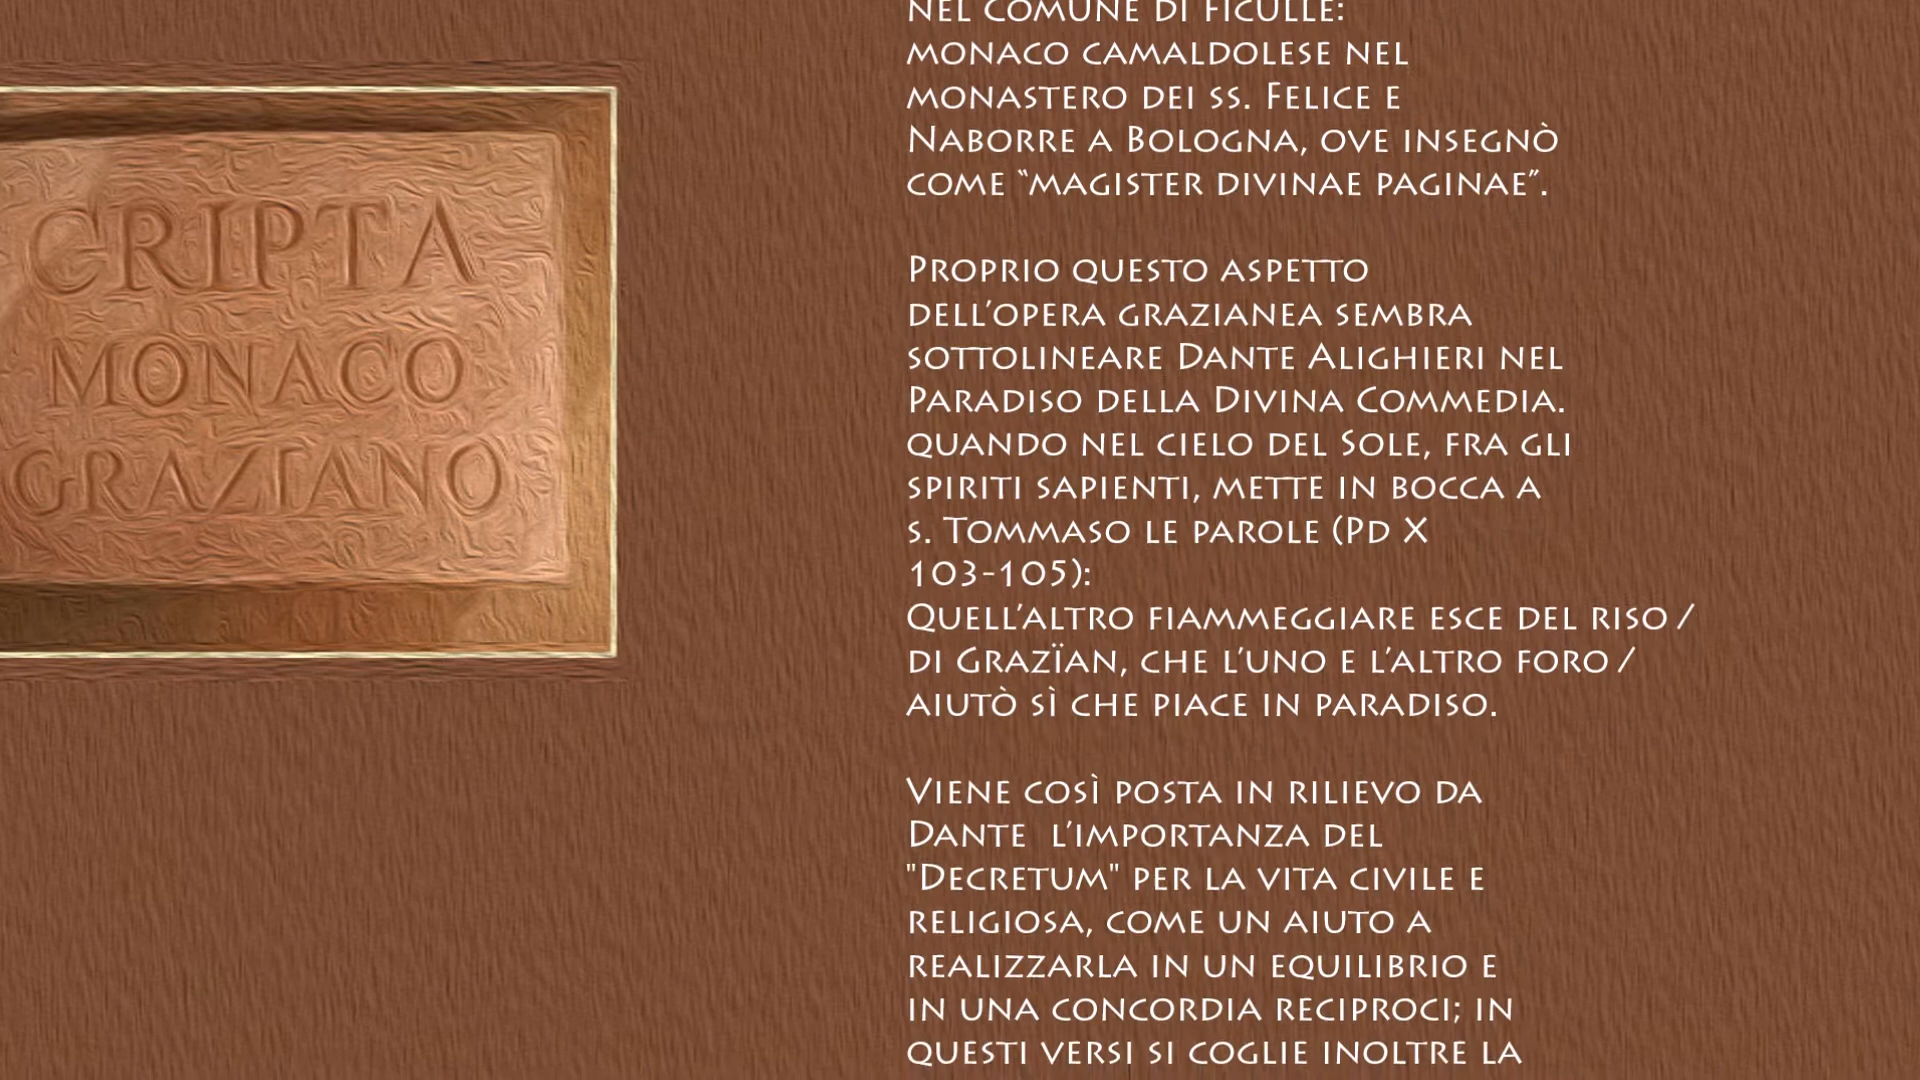 CRIPTA
MONACO
GRAZIANO
nel comune di Ficulle:
monaco camaldolese nel
monastero dei ss. Felice e
Naborre a Bologna, ove insegnò
come “magister divinae paginae”.
Proprio questo aspetto
dell’opera grazianea sembra
sottolineare Dante Alighieri nel
Paradiso della Divina Commedia.
quando nel cielo del Sole, fra gli
spiriti sapienti, mette in bocca a
s. Tommaso le parole (Pd X
103-105):
Quell’altro fiammeggiare esce del riso /
di Grazïan, che l’uno e l’altro foro /
aiutò sì che piace in paradiso.
Viene così posta in rilievo da
Dante l’importanza del
"Decretum" per la vita civile e
religiosa, come un aiuto a
realizzarla in un equilibrio e
in una concordia reciproci; in
questi versi si coglie inoltre la